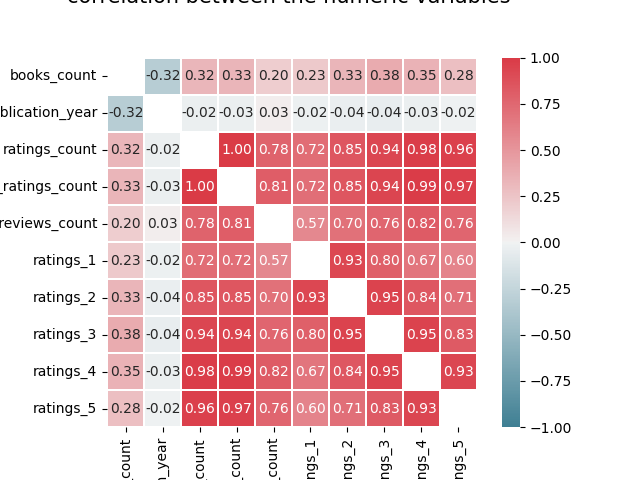 correlation between the numeric variables
books_count -0.32 0.32 0.33 0.20 0.23 0.33 0.38 0.35 0.28
blication_year -0.32 -0.02 -0.03 0.03 -0.02 -0.04 -0.04 -0.03 -0.02
ratings_count 0.32 -0.02 1.00 0.78 0.72 0.85 0.94 0.98 0.96
_ratings_count 0.33 -0.03 1.00 0.81 0.72 0.85 0.94 0.99 0.97
reviews_count 0.20 0.03 0.78 0.81 0.57 0.70 0.76 0.82 0.76
ratings_1 0.23 -0.02 0.72 0.72 0.57 0.93 0.80 0.67 0.60
ratings_2 0.33 -0.04 0.85 0.85 0.70 0.93 0.95 0.84 0.71
ratings_3 0.38 -0.04 0.94 0.94 0.76 0.80 0.95 0.95 0.83
ratings_4 0.35 -0.03 0.98 0.99 0.82 0.67 0.84 0.95 0.93
ratings_5 0.28 -0.02 0.96 0.97 0.76 0.60 0.71 0.83 0.93
_count
n_year
_count
_count
_count
ngs_1
ngs_2
ngs_3
ngs_4
ngs_5
1.00
0.75
0.50
0.25
0.00
−0.25
−0.50
−0.75
−1.00